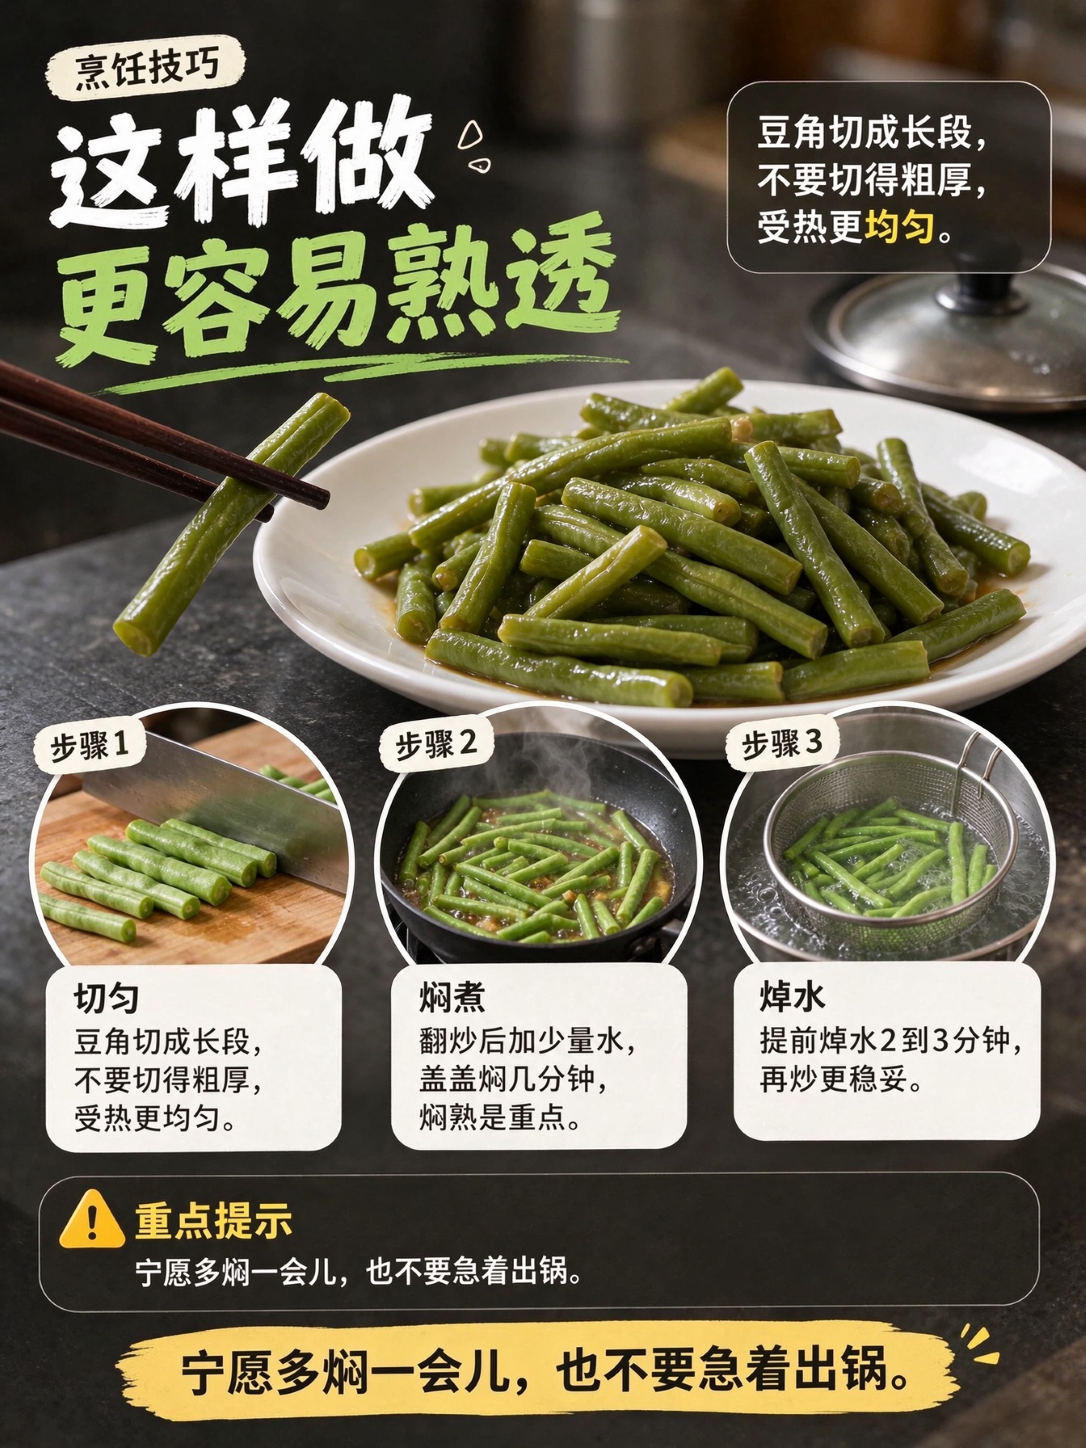 烹饪技巧
这样做
更容易熟透
豆角切成长段，
不要切得粗厚，
受热更均匀。
步骤1
切匀
豆角切成长段，
不要切得粗厚，
受热更均匀。
步骤2
焖煮
翻炒后加少量水，
盖盖焖几分钟，
焖熟是重点。
步骤3
焯水
提前焯水2到3分钟，
再炒更稳妥。
重点提示
宁愿多焖一会儿，也不要急着出锅。
宁愿多焖一会儿，也不要急着出锅。